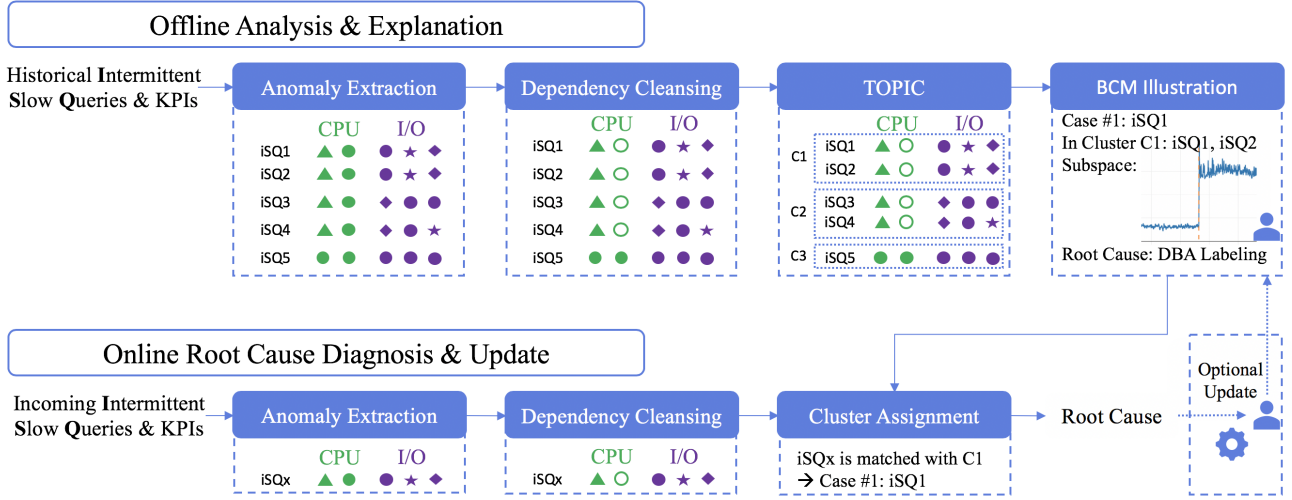 Offline Analysis & Explanation
Historical Intermittent
Slow Queries & KPIs
Anomaly Extraction
CPU I/O
iSQ1
iSQ2
iSQ3
iSQ4
iSQ5
Dependency Cleansing
CPU I/O
iSQ1
iSQ2
iSQ3
iSQ4
iSQ5
TOPIC
CPU I/O
C1
iSQ1
iSQ2
C2
iSQ3
iSQ4
C3
iSQ5
BCM Illustration
Case #1: iSQ1
In Cluster C1: iSQ1, iSQ2
Subspace:
Root Cause: DBA Labeling
Online Root Cause Diagnosis & Update
Incoming Intermittent
Slow Queries & KPIs
Anomaly Extraction
CPU I/O
iSQx
Dependency Cleansing
CPU I/O
iSQx
Cluster Assignment
iSQx is matched with C1
→ Case #1: iSQ1
Root Cause
Optional
Update